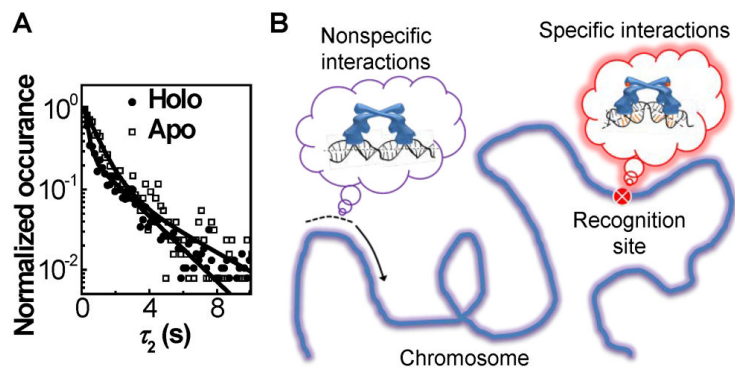 A
Normalized occurance
10⁰
10⁻¹
10⁻²
Holo
Apo
0
4
8
τ₂ (s)
B
Nonspecific
interactions
Specific interactions
Recognition
site
Chromosome